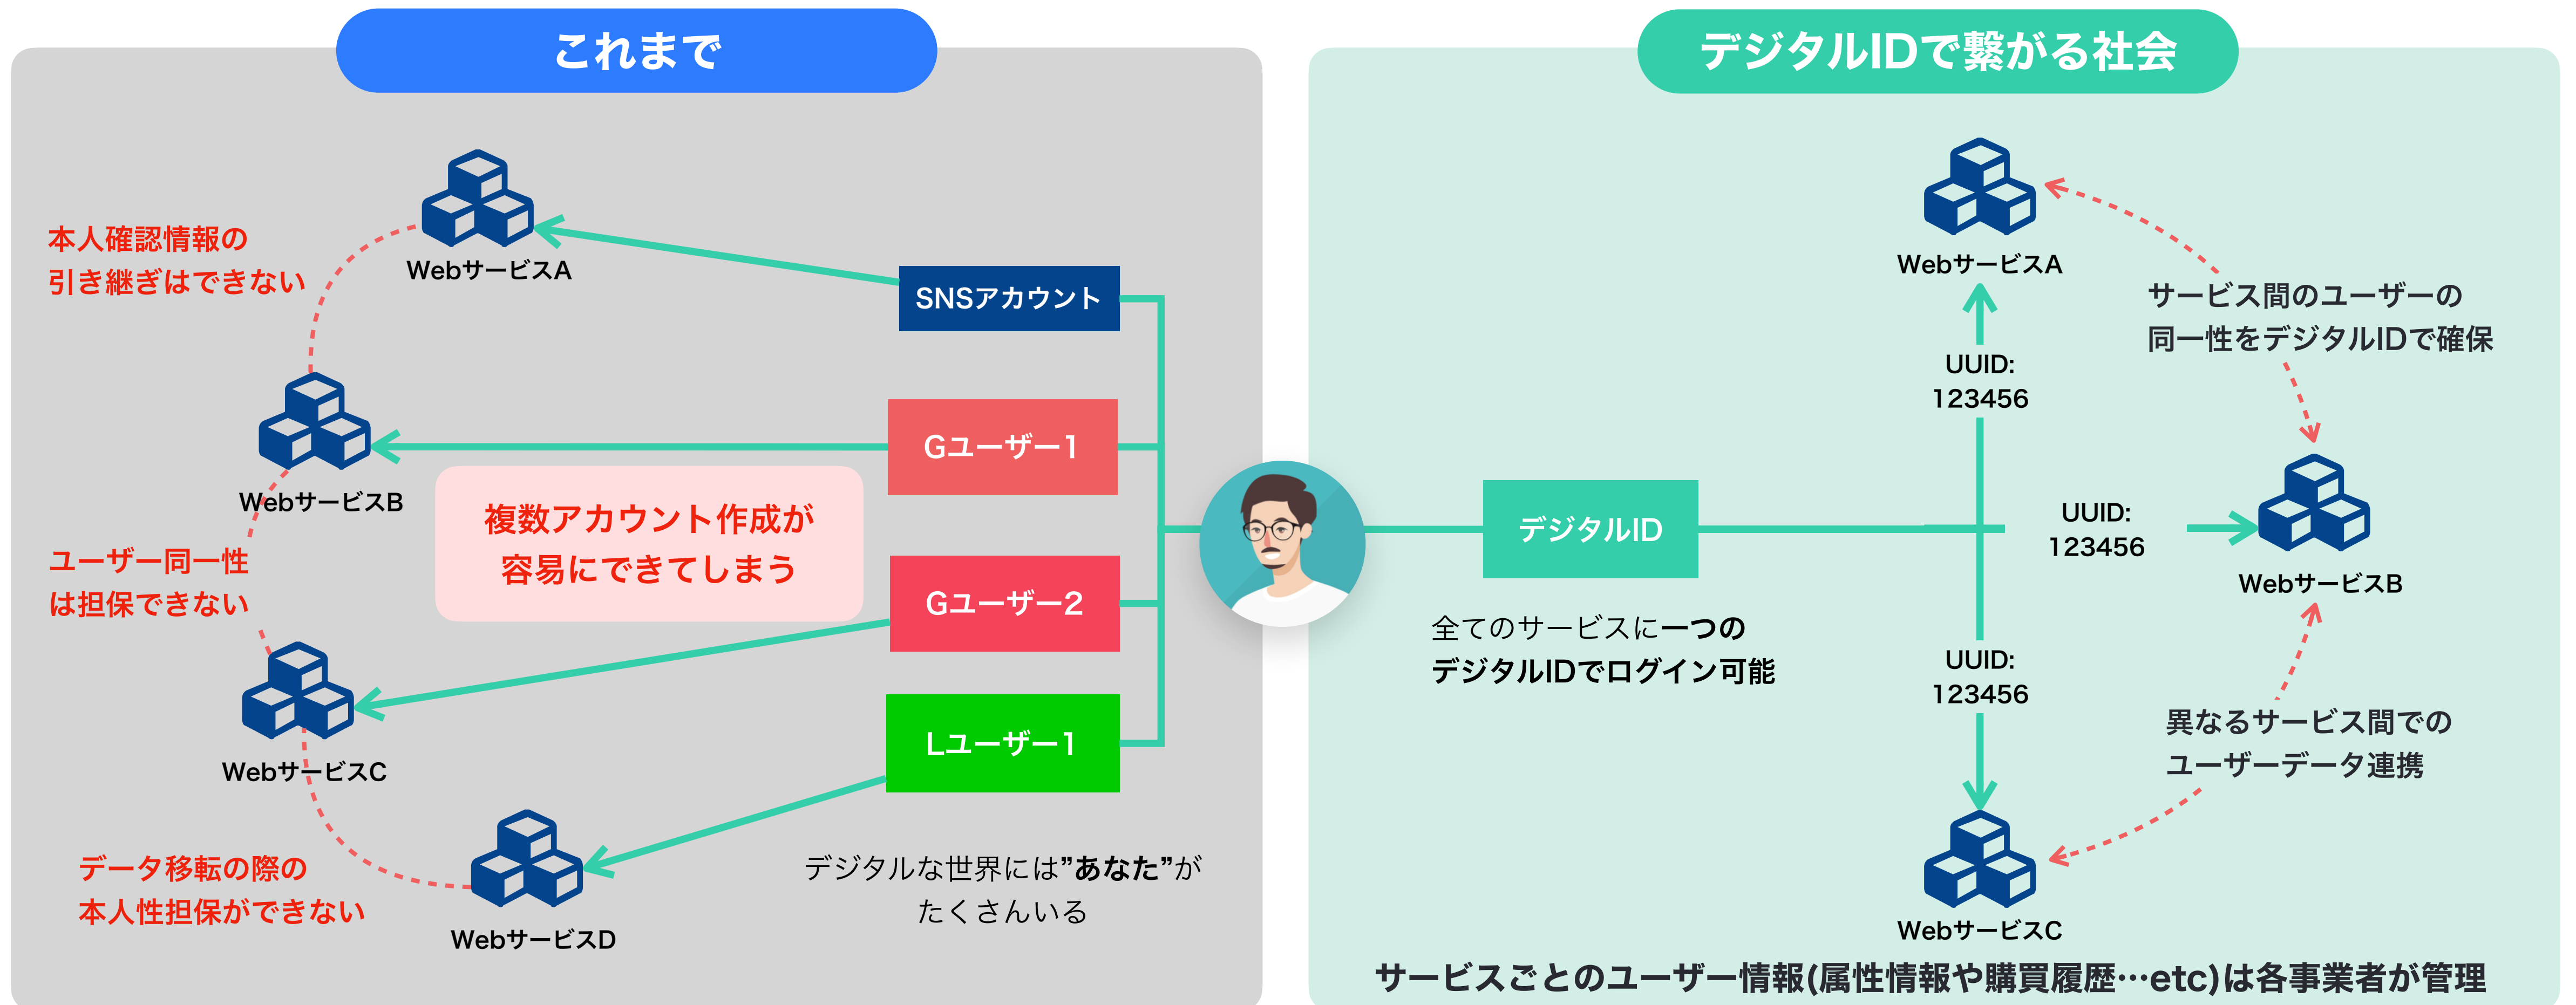 これまで
本人確認情報の
引き継ぎはできない
WebサービスA
SNSアカウント
Gユーザー1
WebサービスB
複数アカウント作成が
容易にできてしまう
ユーザー同一性
は担保できない
Gユーザー2
Lユーザー1
WebサービスC
データ移転の際の
本人性担保ができない
WebサービスD
デジタルな世界には”あなた”が
たくさんいる
デジタルIDで繋がる社会
WebサービスA
サービス間のユーザーの
同一性をデジタルIDで確保
UUID:
123456
デジタルID
UUID:
123456
WebサービスB
全てのサービスに一つの
デジタルIDでログイン可能
UUID:
123456
異なるサービス間での
ユーザーデータ連携
WebサービスC
サービスごとのユーザー情報(属性情報や購買履歴…etc)は各事業者が管理